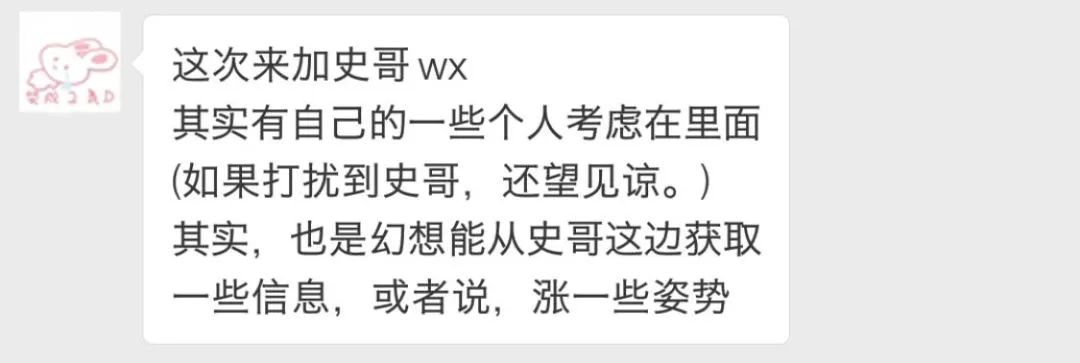 这次来加史哥wx
其实有自己的一些个人考虑在里面
(如果打扰到史哥，还望见谅。)
其实，也是幻想能从史哥这边获取
一些信息，或者说，涨一些姿势